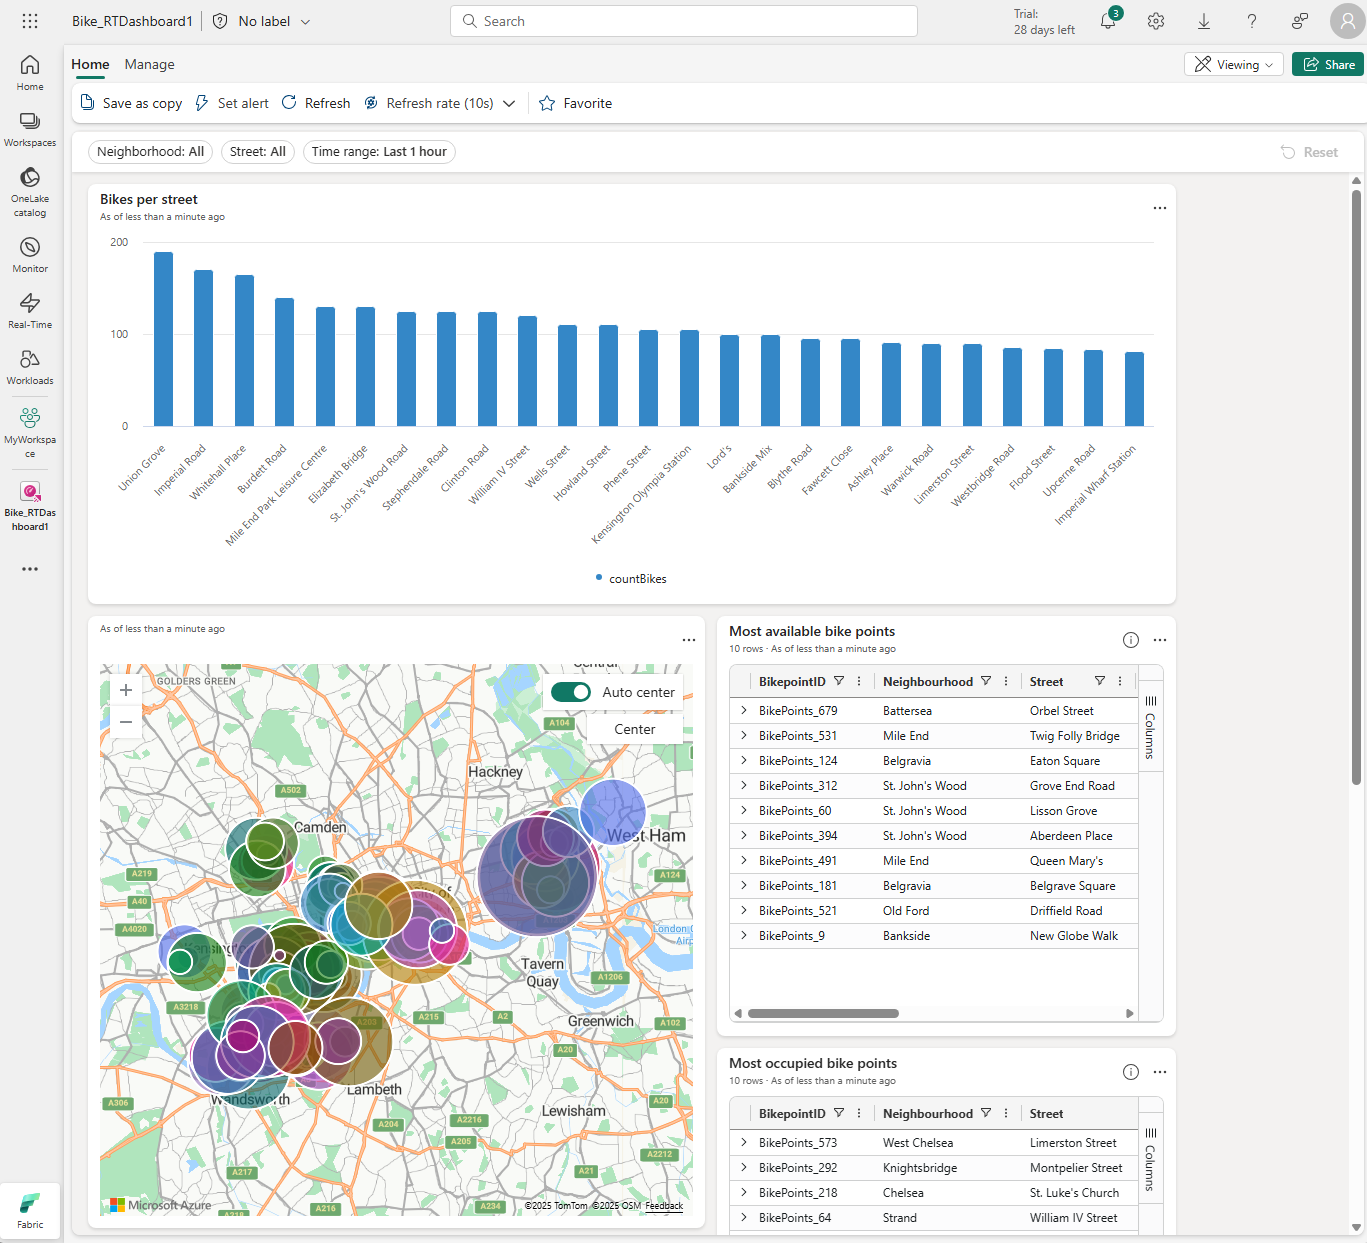 Bike_RTDashboard1
No label
Search
Trial:
28 days left
3
Home
Workspaces
OneLake
catalog
Monitor
Real-Time
Workloads
MyWorkspa
ce
Bike_RTDas
hboard1
Fabric
Home Manage
Viewing
Share
Save as copy Set alert Refresh Refresh rate (10s) Favorite
Neighborhood: All Street: All Time range: Last 1 hour
Reset
Bikes per street
As of less than a minute ago
200
100
0
Union Grove
Imperial Road
Whitehall Place
Burdett Road
Mile End Park Leisure Centre
Elizabeth Bridge
St. John's Wood Road
Stephendale Road
Clinton Road
William IV Street
Wells Street
Howland Street
Phene Street
Kensington Olympia Station
Lord's
Bankside Mix
Blythe Road
Fawcett Close
Ashley Place
Warwick Road
Limerston Street
Westbridge Road
Flood Street
Upcerne Road
Imperial Wharf Station
countBikes
As of less than a minute ago
Central
GOLDERS GREEN
+
−
Auto center
Center
A104
Hackney
A502
Camden
West Ham
A219
A124
A40
City Of
A4020
London C
Airp
Kensington
Tavern
Quay
A1206
A3218
A215
A2
Greenwich
A102
A203
A20
Lambeth
A306
Wandsworth
A20
Lewisham
A2216
A204
A205
A2212
A217
A21
Microsoft Azure
A216
A234
A218
©2025 TomTom ©2025 OSM Feedback
Most available bike points
10 rows · As of less than a minute ago
BikepointID Neighbourhood Street
BikePoints_679 Battersea Orbel Street
BikePoints_531 Mile End Twig Folly Bridge
BikePoints_124 Belgravia Eaton Square
BikePoints_312 St. John's Wood Grove End Road
BikePoints_60 St. John's Wood Lisson Grove
BikePoints_394 St. John's Wood Aberdeen Place
BikePoints_491 Mile End Queen Mary's
BikePoints_181 Belgravia Belgrave Square
BikePoints_521 Old Ford Driffield Road
BikePoints_9 Bankside New Globe Walk
Columns
Most occupied bike points
10 rows · As of less than a minute ago
BikepointID Neighbourhood Street
BikePoints_573 West Chelsea Limerston Street
BikePoints_292 Knightsbridge Montpelier Street
BikePoints_218 Chelsea St. Luke's Church
BikePoints_64 Strand William IV Street
Columns